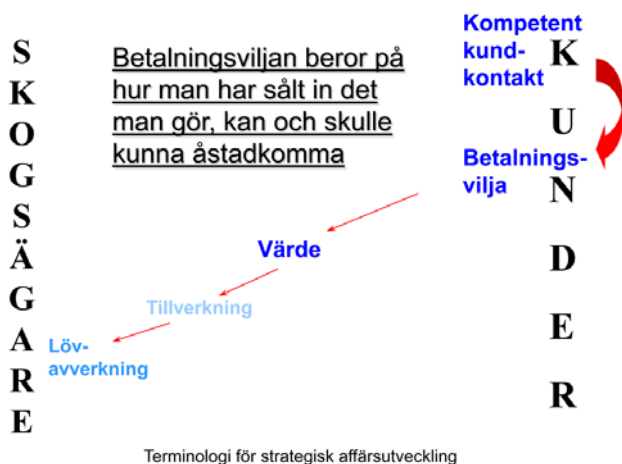 SKOGSÄGARE
Betalningsviljan beror på
hur man har sålt in det
man gör, kan och skulle
kunna åstadkomma
Kompetent
kund-
kontakt
KUNDER
Betalnings-
vilja
Värde
Tillverkning
Löv-
avverkning
Terminologi för strategisk affärsutveckling